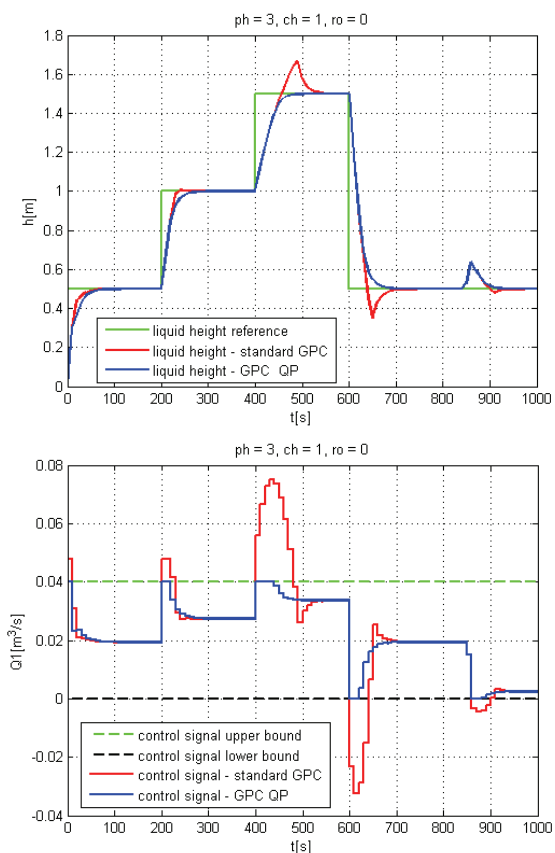 ph = 3, ch = 1, ro = 0
1.8
1.6
1.4
1.2
1
0.8
0.6
0.4
0.2
0
h[m]
liquid height reference
liquid height - standard GPC
liquid height - GPC QP
0 100 200 300 400 500 600 700 800 900 1000
t[s]
ph = 3, ch = 1, ro = 0
0.08
0.06
0.04
0.02
0
-0.02
-0.04
Q1[m³/s]
control signal upper bound
control signal lower bound
control signal - standard GPC
control signal - GPC QP
0 100 200 300 400 500 600 700 800 900 1000
t[s]